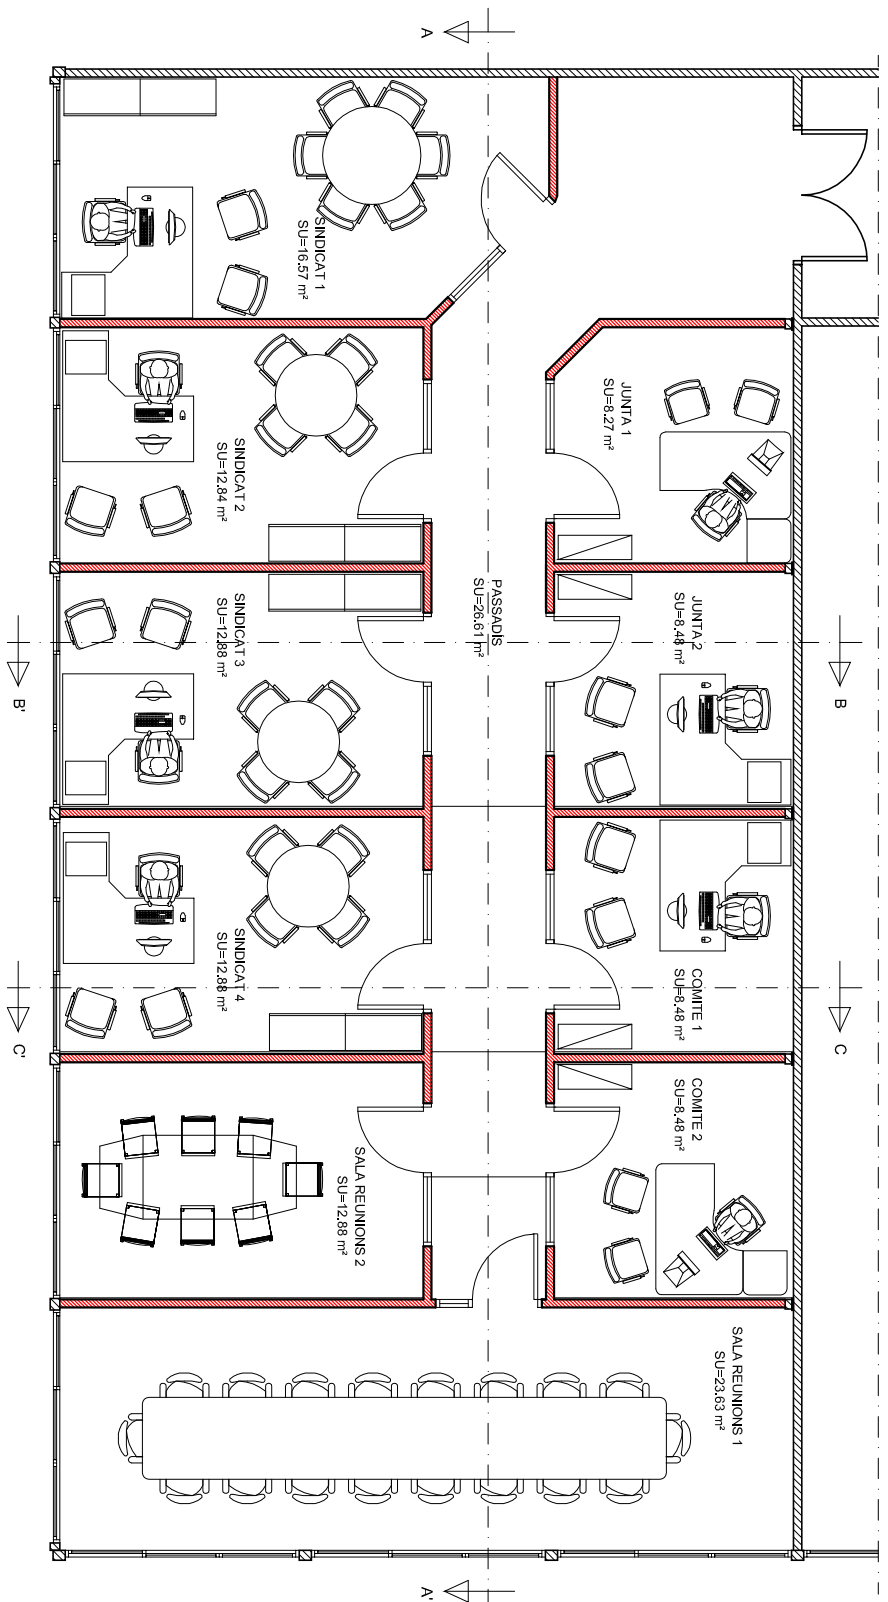 A
SINDICAT 1
SU=16.57 m²
JUNTA 1
SU=8.27 m²
SINDICAT 2
SU=12.84 m²
PASSADÍS
SU=26.61 m²
SINDICAT 3
SU=12.88 m²
JUNTA 2
SU=8.48 m²
B'
B
SINDICAT 4
SU=12.88 m²
COMITE 1
SU=8.48 m²
C'
C
COMITE 2
SU=8.48 m²
SALA REUNIONS 2
SU=12.88 m²
SALA REUNIONS 1
SU=23.63 m²
A'